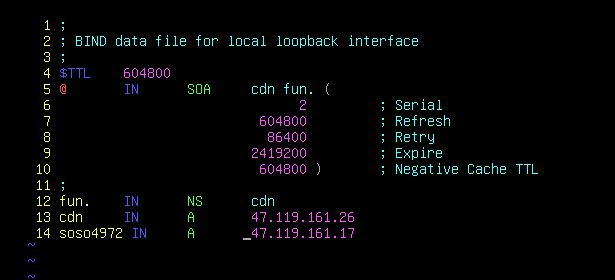 1 ;
2 ; BIND data file for local loopback interface
3 ;
4 $TTL    604800
5 @       IN      SOA     cdn fun. (
6                               2         ; Serial
7                          604800         ; Refresh
8                           86400         ; Retry
9                         2419200         ; Expire
10                         604800 )       ; Negative Cache TTL
11 ;
12 fun.    IN      NS      cdn
13 cdn     IN      A       47.119.161.26
14 soso4972 IN     A      _47.119.161.17
~
~
~